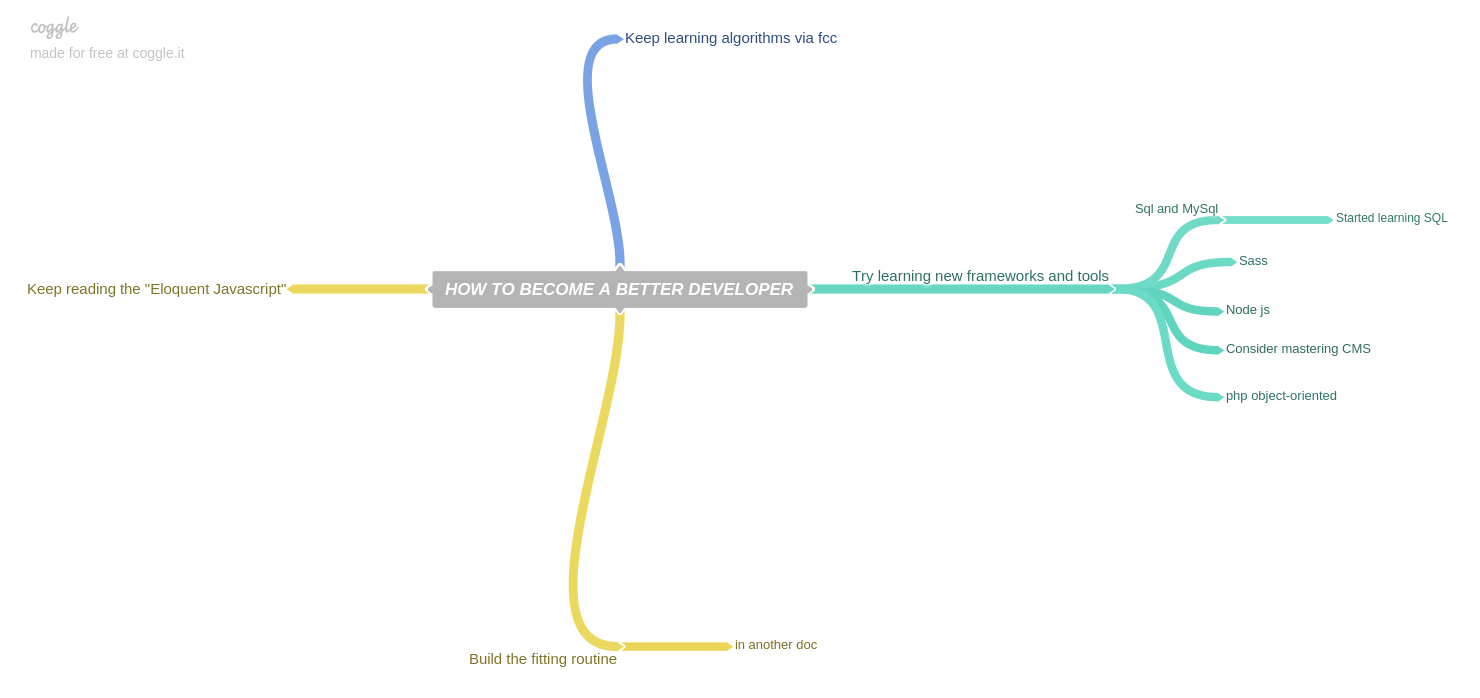 coggle
made for free at coggle.it
Keep learning algorithms via fcc
Sql and MySql
Started learning SQL
Sass
Try learning new frameworks and tools
Keep reading the "Eloquent Javascript"
HOW TO BECOME A BETTER DEVELOPER
Node js
Consider mastering CMS
php object-oriented
in another doc
Build the fitting routine